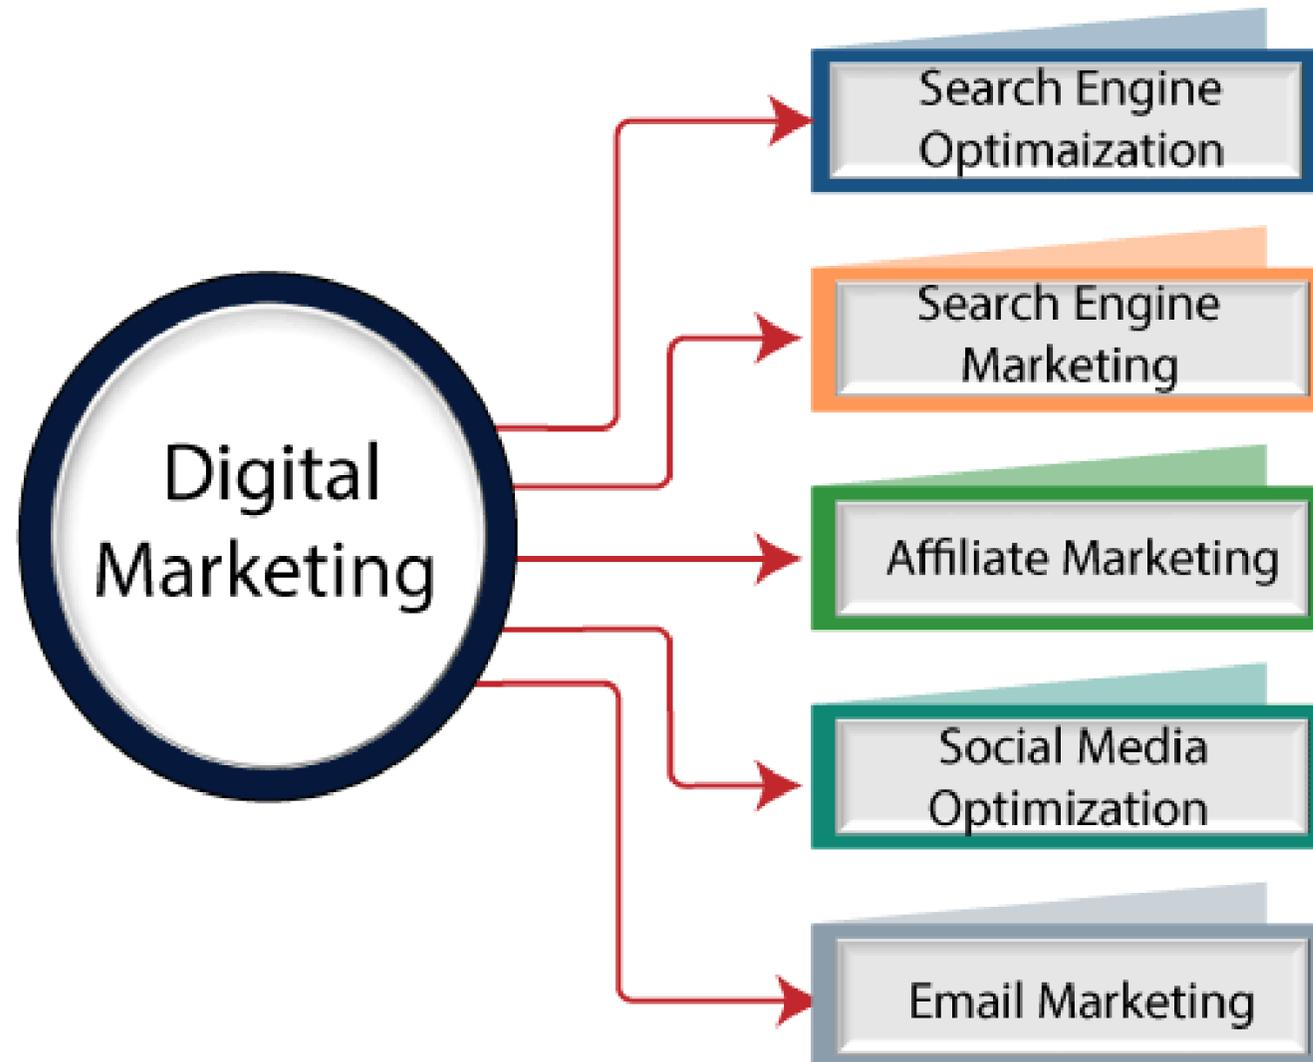 Digital
Marketing
Search Engine
Optimaization
Search Engine
Marketing
Affiliate Marketing
Social Media
Optimization
Email Marketing